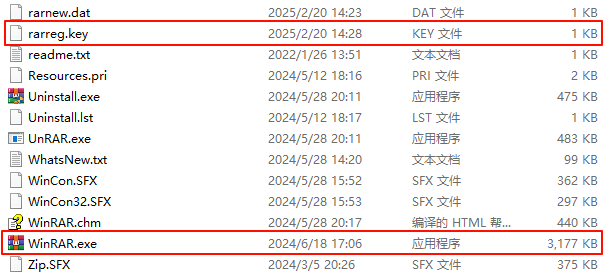 rarnew.dat 2025/2/20 14:23 DAT 文件 1 KB
rarreg.key 2025/2/20 14:28 KEY 文件 1 KB
readme.txt 2022/1/26 13:51 文本文档 1 KB
Resources.pri 2024/5/12 18:16 PRI 文件 2 KB
Uninstall.exe 2024/5/28 20:11 应用程序 475 KB
Uninstall.lst 2024/5/12 18:17 LST 文件 1 KB
UnRAR.exe 2024/5/28 20:11 应用程序 483 KB
WhatsNew.txt 2024/5/28 14:20 文本文档 99 KB
WinCon.SFX 2024/5/28 15:52 SFX 文件 362 KB
WinCon32.SFX 2024/5/28 15:53 SFX 文件 297 KB
WinRAR.chm 2024/5/28 20:17 编译的 HTML 帮... 440 KB
WinRAR.exe 2024/6/18 17:06 应用程序 3,177 KB
Zip.SFX 2024/3/5 20:26 SFX 文件 375 KB